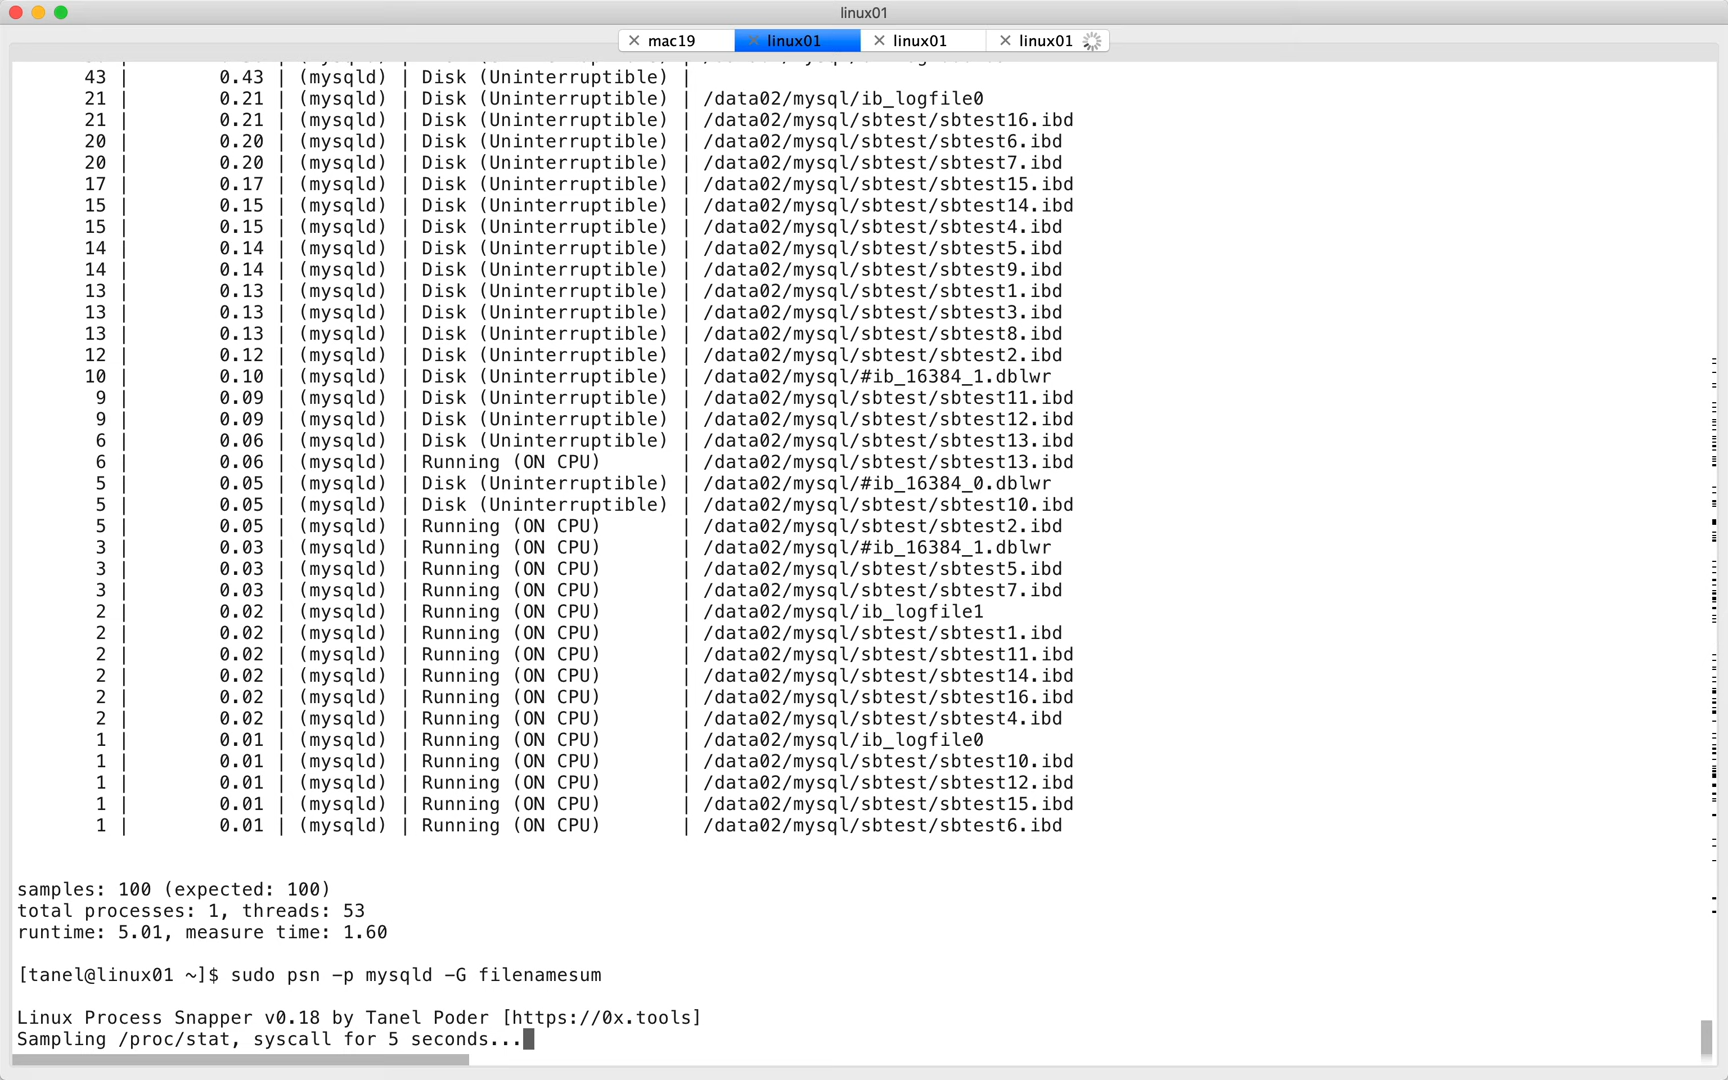 linux01
mac19 linux01 linux01 linux01
43 | 0.43 | (mysqld) | Disk (Uninterruptible) |
21 | 0.21 | (mysqld) | Disk (Uninterruptible) | /data02/mysql/ib_logfile0
21 | 0.21 | (mysqld) | Disk (Uninterruptible) | /data02/mysql/sbtest/sbtest16.ibd
20 | 0.20 | (mysqld) | Disk (Uninterruptible) | /data02/mysql/sbtest/sbtest6.ibd
20 | 0.20 | (mysqld) | Disk (Uninterruptible) | /data02/mysql/sbtest/sbtest7.ibd
17 | 0.17 | (mysqld) | Disk (Uninterruptible) | /data02/mysql/sbtest/sbtest15.ibd
15 | 0.15 | (mysqld) | Disk (Uninterruptible) | /data02/mysql/sbtest/sbtest14.ibd
15 | 0.15 | (mysqld) | Disk (Uninterruptible) | /data02/mysql/sbtest/sbtest4.ibd
14 | 0.14 | (mysqld) | Disk (Uninterruptible) | /data02/mysql/sbtest/sbtest5.ibd
14 | 0.14 | (mysqld) | Disk (Uninterruptible) | /data02/mysql/sbtest/sbtest9.ibd
13 | 0.13 | (mysqld) | Disk (Uninterruptible) | /data02/mysql/sbtest/sbtest1.ibd
13 | 0.13 | (mysqld) | Disk (Uninterruptible) | /data02/mysql/sbtest/sbtest3.ibd
13 | 0.13 | (mysqld) | Disk (Uninterruptible) | /data02/mysql/sbtest/sbtest8.ibd
12 | 0.12 | (mysqld) | Disk (Uninterruptible) | /data02/mysql/sbtest/sbtest2.ibd
10 | 0.10 | (mysqld) | Disk (Uninterruptible) | /data02/mysql/#ib_16384_1.dblwr
9 | 0.09 | (mysqld) | Disk (Uninterruptible) | /data02/mysql/sbtest/sbtest11.ibd
9 | 0.09 | (mysqld) | Disk (Uninterruptible) | /data02/mysql/sbtest/sbtest12.ibd
6 | 0.06 | (mysqld) | Disk (Uninterruptible) | /data02/mysql/sbtest/sbtest13.ibd
6 | 0.06 | (mysqld) | Running (ON CPU) | /data02/mysql/sbtest/sbtest13.ibd
5 | 0.05 | (mysqld) | Disk (Uninterruptible) | /data02/mysql/#ib_16384_0.dblwr
5 | 0.05 | (mysqld) | Disk (Uninterruptible) | /data02/mysql/sbtest/sbtest10.ibd
5 | 0.05 | (mysqld) | Running (ON CPU) | /data02/mysql/sbtest/sbtest2.ibd
3 | 0.03 | (mysqld) | Running (ON CPU) | /data02/mysql/#ib_16384_1.dblwr
3 | 0.03 | (mysqld) | Running (ON CPU) | /data02/mysql/sbtest/sbtest5.ibd
3 | 0.03 | (mysqld) | Running (ON CPU) | /data02/mysql/sbtest/sbtest7.ibd
2 | 0.02 | (mysqld) | Running (ON CPU) | /data02/mysql/ib_logfile1
2 | 0.02 | (mysqld) | Running (ON CPU) | /data02/mysql/sbtest/sbtest1.ibd
2 | 0.02 | (mysqld) | Running (ON CPU) | /data02/mysql/sbtest/sbtest11.ibd
2 | 0.02 | (mysqld) | Running (ON CPU) | /data02/mysql/sbtest/sbtest14.ibd
2 | 0.02 | (mysqld) | Running (ON CPU) | /data02/mysql/sbtest/sbtest16.ibd
2 | 0.02 | (mysqld) | Running (ON CPU) | /data02/mysql/sbtest/sbtest4.ibd
1 | 0.01 | (mysqld) | Running (ON CPU) | /data02/mysql/ib_logfile0
1 | 0.01 | (mysqld) | Running (ON CPU) | /data02/mysql/sbtest/sbtest10.ibd
1 | 0.01 | (mysqld) | Running (ON CPU) | /data02/mysql/sbtest/sbtest12.ibd
1 | 0.01 | (mysqld) | Running (ON CPU) | /data02/mysql/sbtest/sbtest15.ibd
1 | 0.01 | (mysqld) | Running (ON CPU) | /data02/mysql/sbtest/sbtest6.ibd
samples: 100 (expected: 100)
total processes: 1, threads: 53
runtime: 5.01, measure time: 1.60
[tanel@linux01 ~]$ sudo psn -p mysqld -G filenamesum
Linux Process Snapper v0.18 by Tanel Poder [https://0x.tools]
Sampling /proc/stat, syscall for 5 seconds...